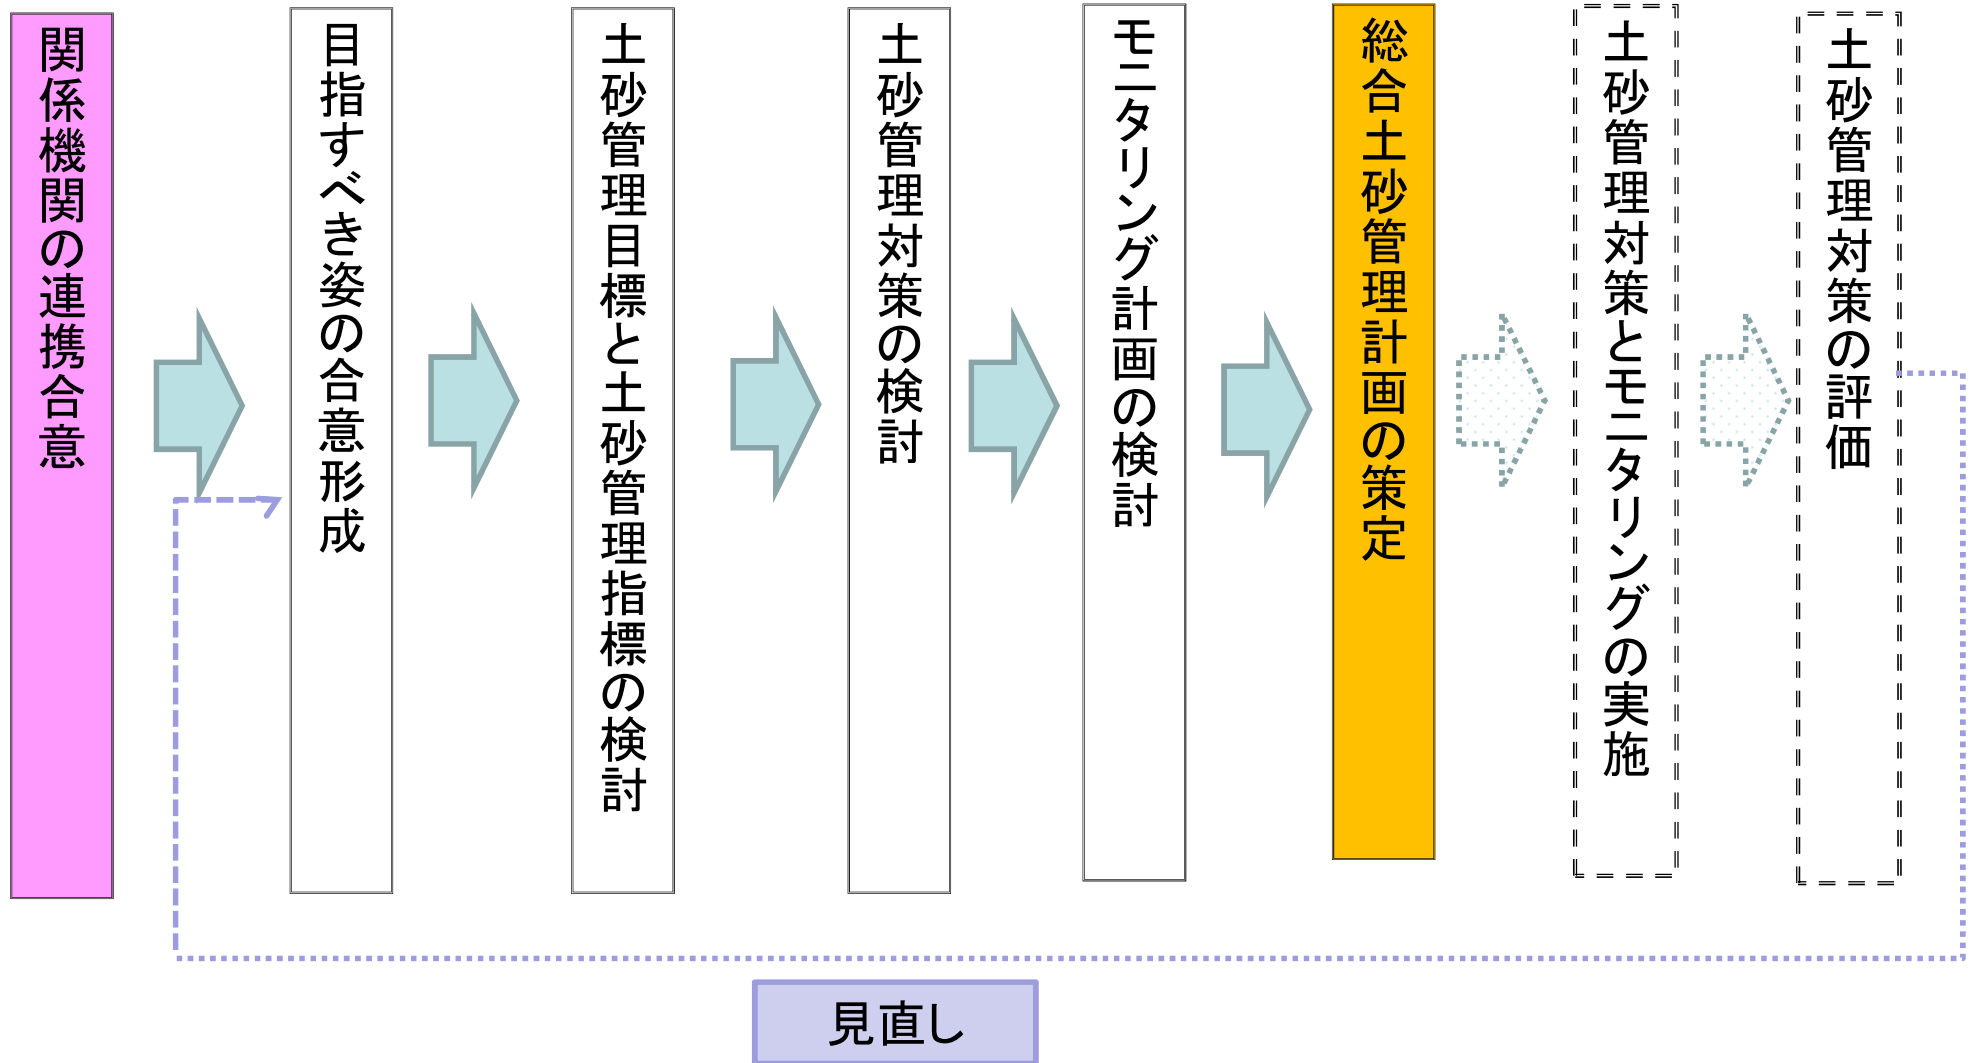 関係機関の連携合意
目指すべき姿の合意形成
土砂管理目標と土砂管理指標の検討
土砂管理対策の検討
モニタリング計画の検討
総合土砂管理計画の策定
土砂管理対策とモニタリングの実施
土砂管理対策の評価
見直し